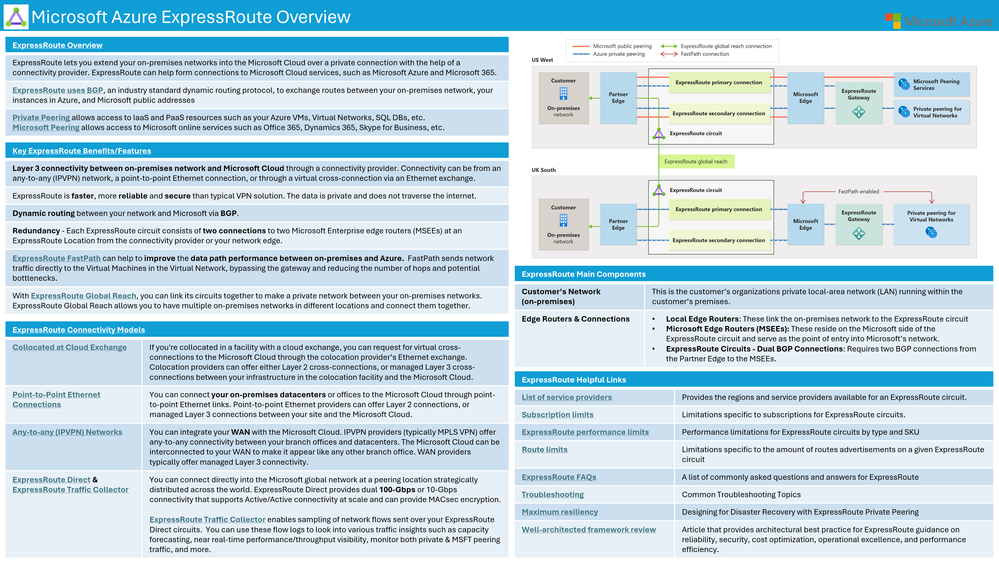 Microsoft Azure ExpressRoute Overview
Microsoft Azure
ExpressRoute Overview
ExpressRoute lets you extend your on-premises networks into the Microsoft Cloud over a private connection with the help of a
connectivity provider. ExpressRoute can help form connections to Microsoft Cloud services, such as Microsoft Azure and Microsoft 365.
ExpressRoute uses BGP, an industry standard dynamic routing protocol, to exchange routes between your on-premises network, your
instances in Azure, and Microsoft public addresses
Private Peering allows access to IaaS and PaaS resources such as your Azure VMs, Virtual Networks, SQL DBs, etc.
Microsoft Peering allows access to Microsoft online services such as Office 365, Dynamics 365, Skype for Business, etc.
Key ExpressRoute Benefits/Features
Layer 3 connectivity between on-premises network and Microsoft Cloud through a connectivity provider. Connectivity can be from an
any-to-any (IPVPN) network, a point-to-point Ethernet connection, or through a virtual cross-connection via an Ethernet exchange.
ExpressRoute is faster, more reliable and secure than typical VPN solution. The data is private and does not traverse the internet.
Dynamic routing between your network and Microsoft via BGP.
Redundancy - Each ExpressRoute circuit consists of two connections to two Microsoft Enterprise edge routers (MSEEs) at an
ExpressRoute Location from the connectivity provider or your network edge.
ExpressRoute FastPath can help to improve the data path performance between on-premises and Azure. FastPath sends network
traffic directly to the Virtual Machines in the Virtual Network, bypassing the gateway and reducing the number of hops and potential
bottlenecks.
With ExpressRoute Global Reach, you can link its circuits together to make a private network between your on-premises networks.
ExpressRoute Global Reach allows you to have multiple on-premises networks in different locations and connect them together.
ExpressRoute Connectivity Models
Collocated at Cloud Exchange
If you're collocated in a facility with a cloud exchange, you can request for virtual cross-
connections to the Microsoft Cloud through the colocation provider's Ethernet exchange.
Colocation providers can offer either Layer 2 cross-connections, or managed Layer 3 cross-
connections between your infrastructure in the colocation facility and the Microsoft Cloud.
Point-to-Point Ethernet
Connections
You can connect your on-premises datacenters or offices to the Microsoft Cloud through point-
to-point Ethernet links. Point-to-point Ethernet providers can offer Layer 2 connections, or
managed Layer 3 connections between your site and the Microsoft Cloud.
Any-to-any (IPVPN) Networks
You can integrate your WAN with the Microsoft Cloud. IPVPN providers (typically MPLS VPN) offer
any-to-any connectivity between your branch offices and datacenters. The Microsoft Cloud can be
interconnected to your WAN to make it appear like any other branch office. WAN providers
typically offer managed Layer 3 connectivity.
ExpressRoute Direct &
ExpressRoute Traffic Collector
You can connect directly into the Microsoft global network at a peering location strategically
distributed across the world. ExpressRoute Direct provides dual 100-Gbps or 10-Gbps
connectivity that supports Active/Active connectivity at scale and can provide MACsec encryption.
ExpressRoute Traffic Collector enables sampling of network flows sent over your ExpressRoute
Direct circuits. You can use these flow logs to look into various traffic insights such as capacity
forecasting, near real-time performance/throughput visibility, monitor both private & MSFT peering
traffic, and more.
Microsoft public peering
ExpressRoute global reach connection
Azure private peering
FastPath connection
US West
Customer
On-premises
network
Partner
Edge
ExpressRoute primary connection
ExpressRoute secondary connection
ExpressRoute circuit
Microsoft
Edge
ExpressRoute
Gateway
Microsoft Peering
Services
Private peering for
Virtual Networks
ExpressRoute global reach
UK South
Customer
On-premises
network
Partner
Edge
ExpressRoute circuit
ExpressRoute primary connection
ExpressRoute secondary connection
FastPath enabled
Microsoft
Edge
ExpressRoute
Gateway
Private peering for
Virtual Networks
ExpressRoute Main Components
Customer's Network
(on-premises)
This is the customer's organizations private local-area network (LAN) running within the
customer's premises.
Edge Routers & Connections
• Local Edge Routers: These link the on-premises network to the ExpressRoute circuit
• Microsoft Edge Routers (MSEEs): These reside on the Microsoft side of the
ExpressRoute circuit and serve as the point of entry into Microsoft's network.
• ExpressRoute Circuits - Dual BGP Connections: Requires two BGP connections from
the Partner Edge to the MSEEs.
ExpressRoute Helpful Links
List of service providers
Provides the regions and service providers available for an ExpressRoute circuit.
Subscription limits
Limitations specific to subscriptions for ExpressRoute circuits.
ExpressRoute performance limits
Performance limitations for ExpressRoute circuits by type and SKU
Route limits
Limitations specific to the amount of routes advertisements on a given ExpressRoute
circuit
ExpressRoute FAQs
A list of commonly asked questions and answers for ExpressRoute
Troubleshooting
Common Troubleshooting Topics
Maximum resiliency
Designing for Disaster Recovery with ExpressRoute Private Peering
Well-architected framework review
Article that provides architectural best practice for ExpressRoute guidance on
reliability, security, cost optimization, operational excellence, and performance
efficiency.